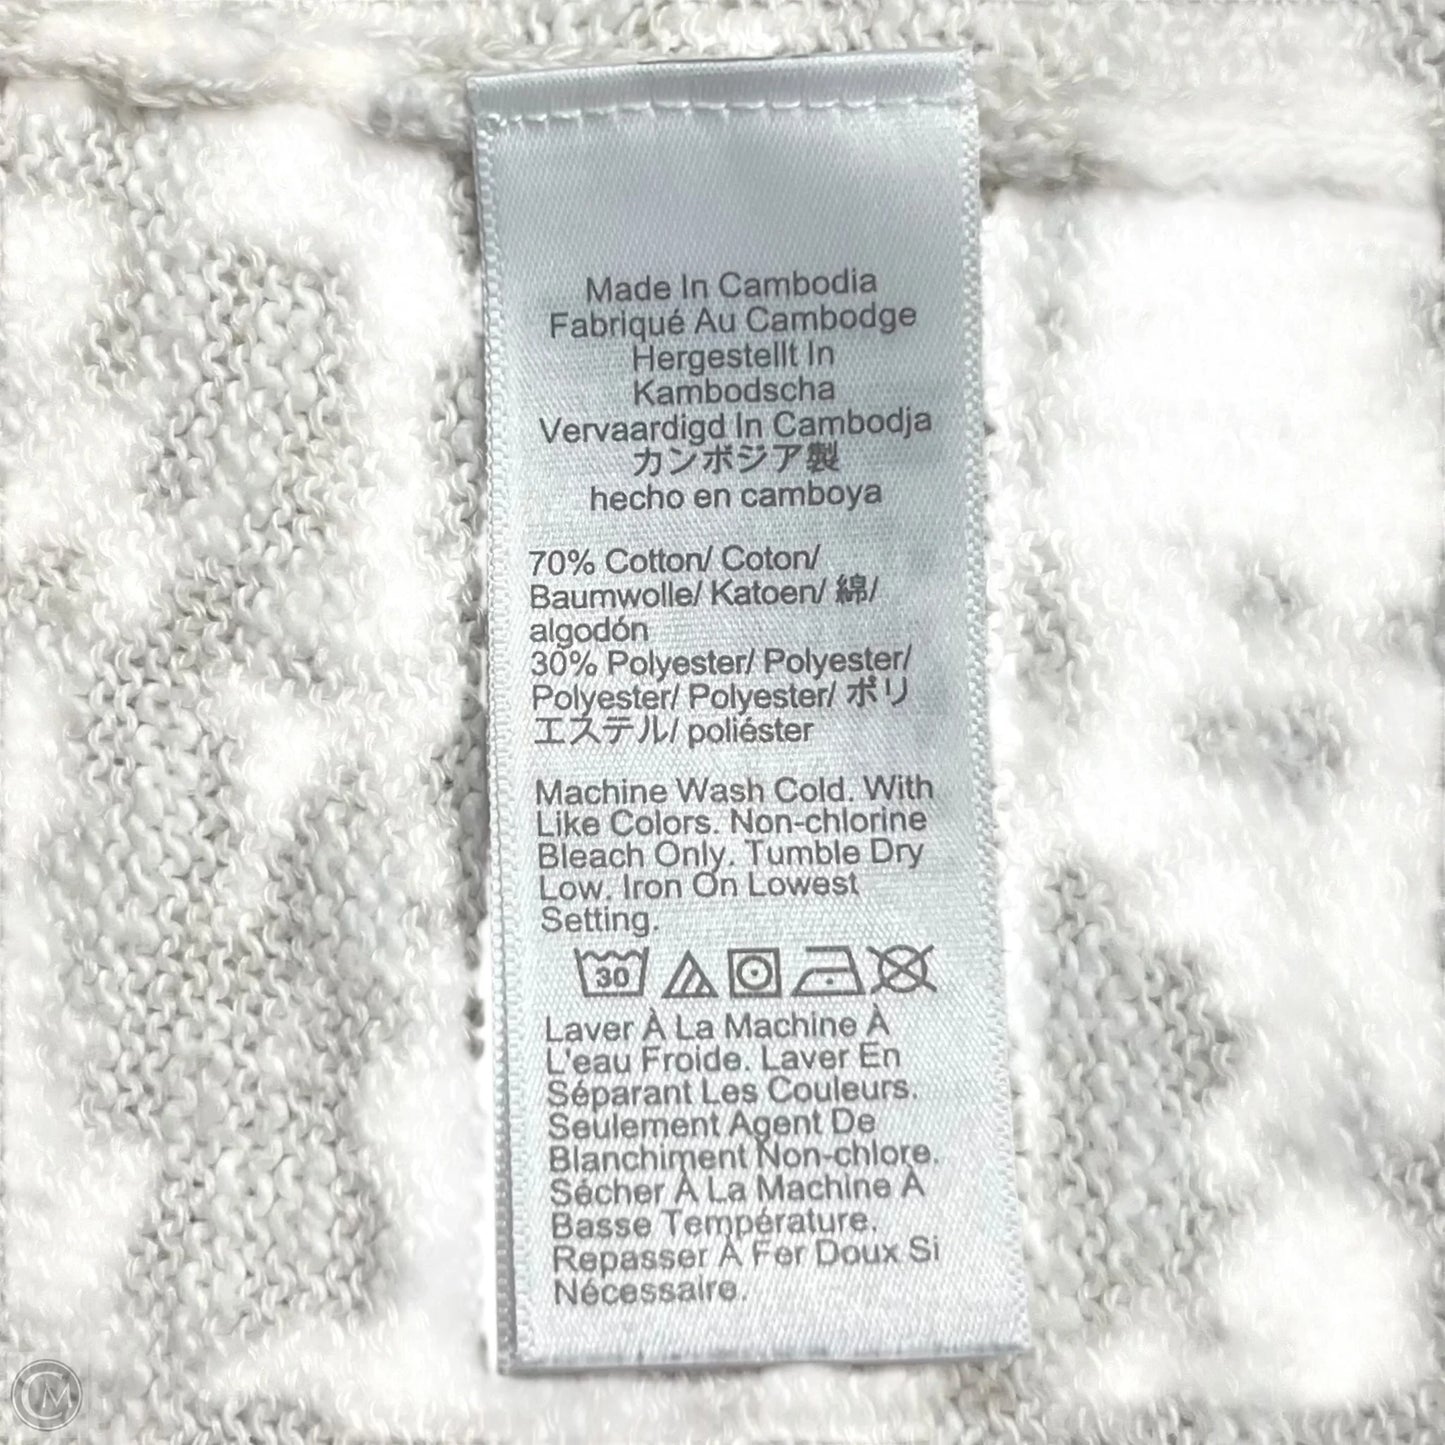 Made In Cambodia
Fabriqué Au Cambodge
Hergestellt In
Kambodscha
Vervaardigd In Cambodja
カンボジア製
hecho en camboya
70% Cotton/ Coton/
Baumwolle/ Katoen/ 綿/
algodón
30% Polyester/ Polyester/
Polyester/ Polyester/ ポリ
エステル/ poliéster
Machine Wash Cold. With
Like Colors. Non-chlorine
Bleach Only. Tumble Dry
Low. Iron On Lowest
Setting.
30
Laver À La Machine À
L'eau Froide. Laver En
Séparant Les Couleurs.
Seulement Agent De
Blanchiment Non-chlore.
Sécher À La Machine À
Basse Température.
Repasser À Fer Doux Si
Nécessaire.
CM